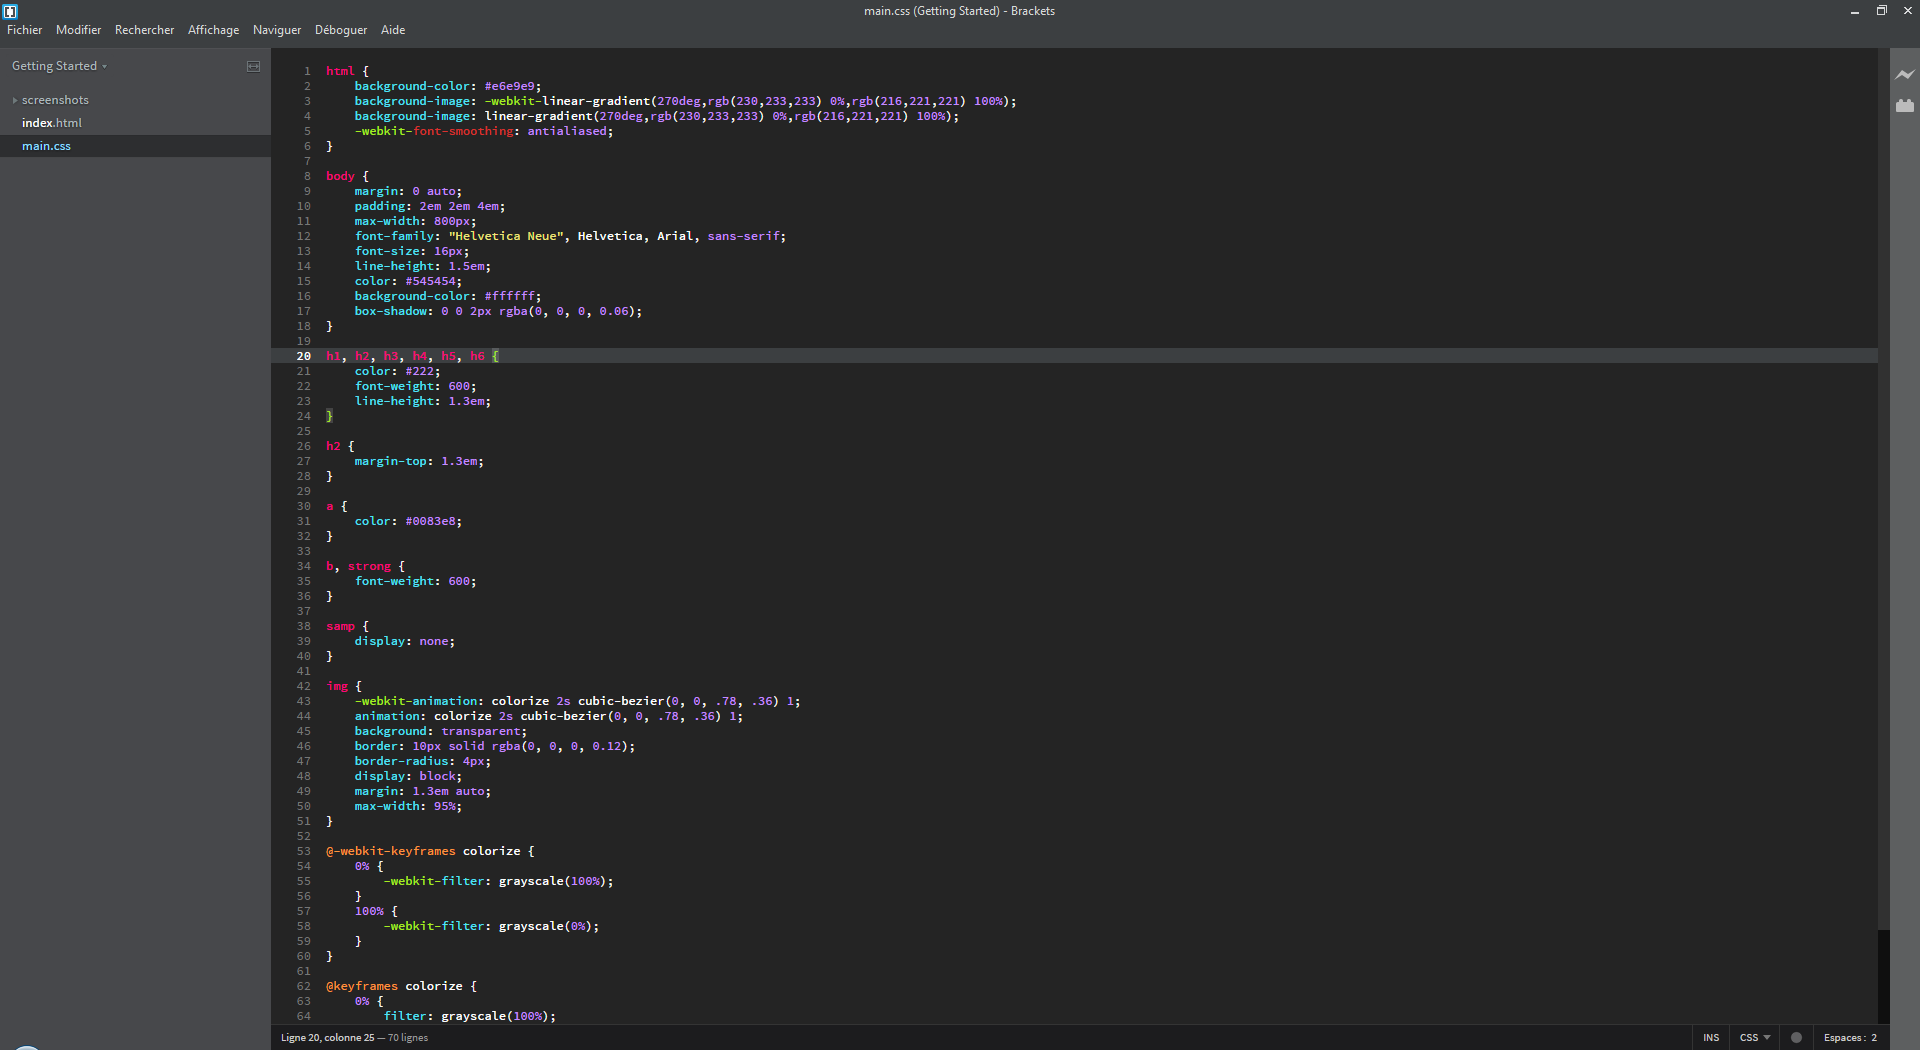 main.css (Getting Started) - Brackets
Fichier Modifier Rechercher Affichage Naviguer Déboguer Aide
Getting Started
screenshots
index.html
main.css
1 html {
2     background-color: #e6e9e9;
3     background-image: -webkit-linear-gradient(270deg,rgb(230,233,233) 0%,rgb(216,221,221) 100%);
4     background-image: linear-gradient(270deg,rgb(230,233,233) 0%,rgb(216,221,221) 100%);
5     -webkit-font-smoothing: antialiased;
6 }
7
8 body {
9     margin: 0 auto;
10     padding: 2em 2em 4em;
11     max-width: 800px;
12     font-family: "Helvetica Neue", Helvetica, Arial, sans-serif;
13     font-size: 16px;
14     line-height: 1.5em;
15     color: #545454;
16     background-color: #ffffff;
17     box-shadow: 0 0 2px rgba(0, 0, 0, 0.06);
18 }
19
20 h1, h2, h3, h4, h5, h6 {
21     color: #222;
22     font-weight: 600;
23     line-height: 1.3em;
24 }
25
26 h2 {
27     margin-top: 1.3em;
28 }
29
30 a {
31     color: #0083e8;
32 }
33
34 b, strong {
35     font-weight: 600;
36 }
37
38 samp {
39     display: none;
40 }
41
42 img {
43     -webkit-animation: colorize 2s cubic-bezier(0, 0, .78, .36) 1;
44     animation: colorize 2s cubic-bezier(0, 0, .78, .36) 1;
45     background: transparent;
46     border: 10px solid rgba(0, 0, 0, 0.12);
47     border-radius: 4px;
48     display: block;
49     margin: 1.3em auto;
50     max-width: 95%;
51 }
52
53 @-webkit-keyframes colorize {
54     0% {
55         -webkit-filter: grayscale(100%);
56     }
57     100% {
58         -webkit-filter: grayscale(0%);
59     }
60 }
61
62 @keyframes colorize {
63     0% {
64         filter: grayscale(100%);
Ligne 20, colonne 25 — 70 lignes
INS CSS Espaces : 2